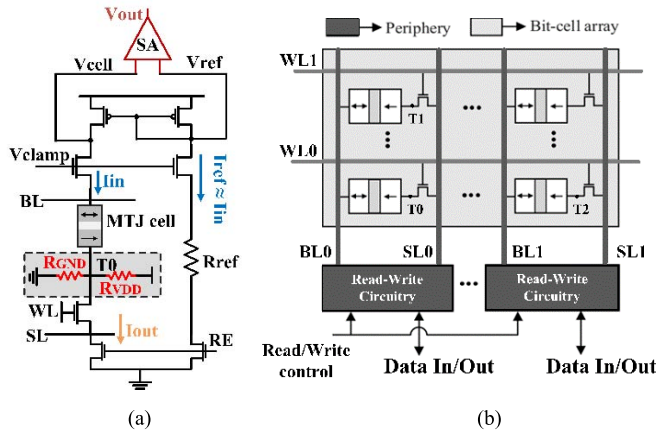 Vout
SA
Vcell
Vref
Vclamp
Iin
Iref ≈ Iin
BL
MTJ cell
Rref
RGND
T0
RVDD
WL
SL
Iout
RE
(a)
Periphery
Bit-cell array
WL1
T1
WL0
T0
T2
BL0
SL0
BL1
SL1
Read-Write
Circuitry
Read-Write
Circuitry
Read/Write
control
Data In/Out
Data In/Out
(b)